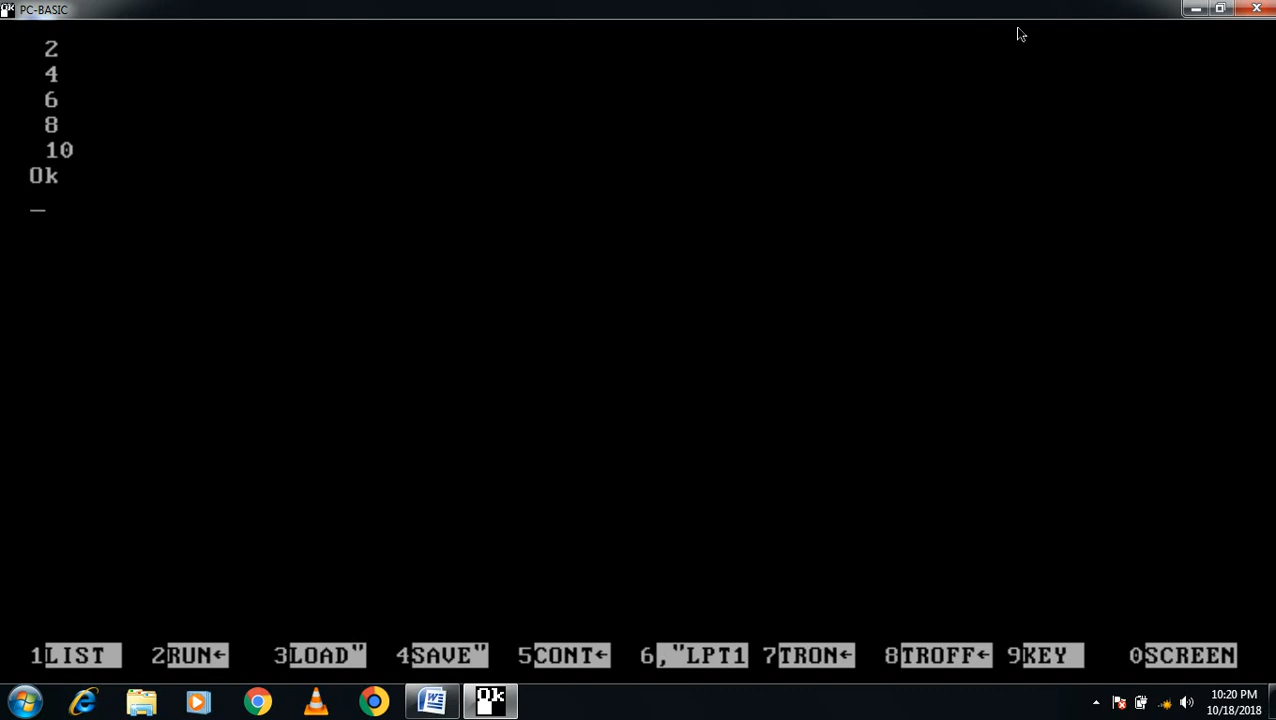 Ok PC-BASIC
2
4
6
8
10
Ok
_
1LIST 2RUN← 3LOAD" 4SAVE" 5CONT← 6,"LPT1 7TRON← 8TROFF← 9KEY 0SCREEN
Ok
10:20 PM
10/18/2018